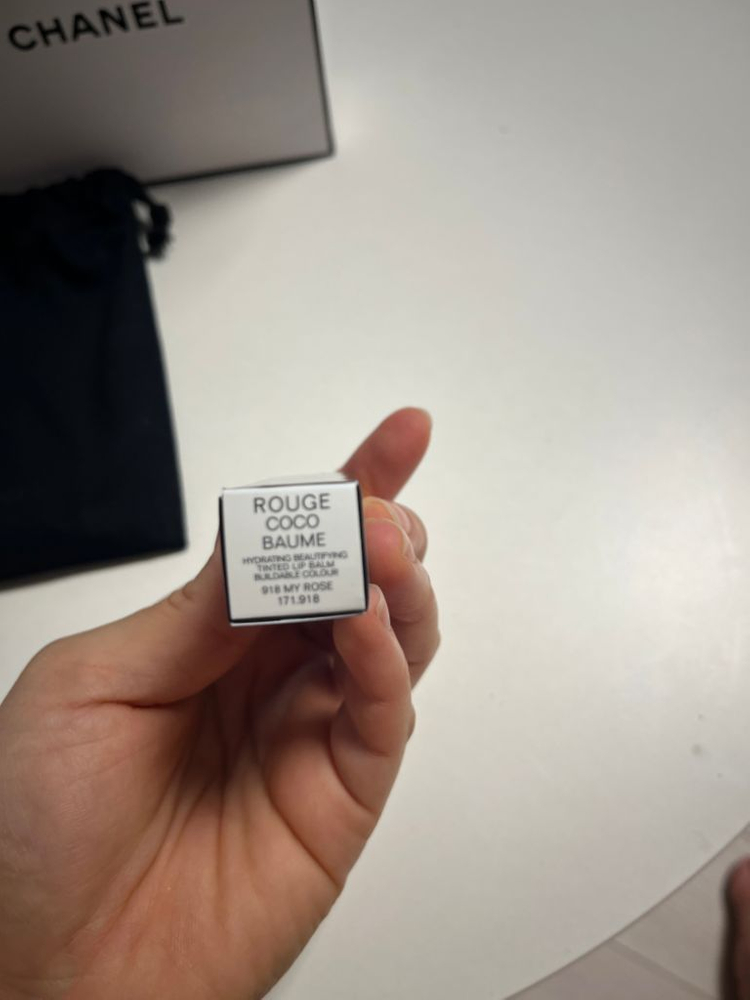 CHANEL
ROUGE
COCO
BAUME
HYDRATING BEAUTIFYING
TINTED LIP BALM
BUILDABLE COLOUR
918 MY ROSE
171.918